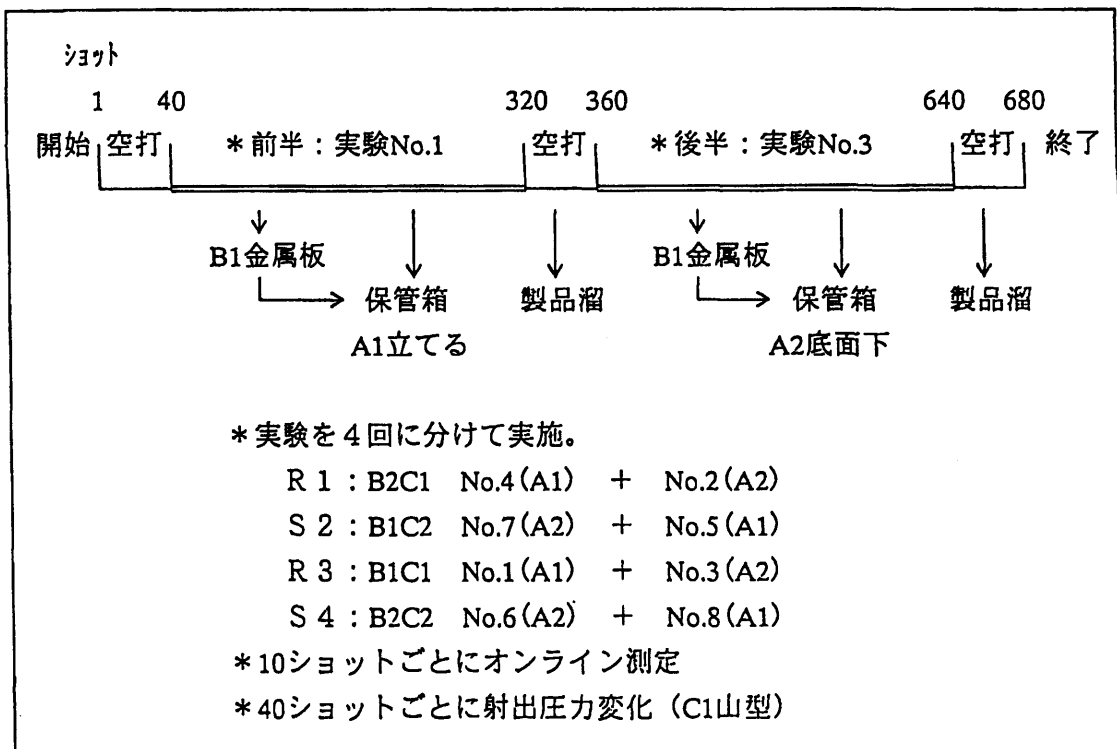 ショット
1 40 320 360 640 680
開始 空打 *前半:実験No.1 空打 *後半:実験No.3 空打 終了
B1金属板 B1金属板
保管箱 製品溜 保管箱 製品溜
A1立てる A2底面下
*実験を4回に分けて実施。
R1:B2C1 No.4(A1) + No.2(A2)
S2:B1C2 No.7(A2) + No.5(A1)
R3:B1C1 No.1(A1) + No.3(A2)
S4:B2C2 No.6(A2) + No.8(A1)
*10ショットごとにオンライン測定
*40ショットごとに射出圧力変化(C1山型)